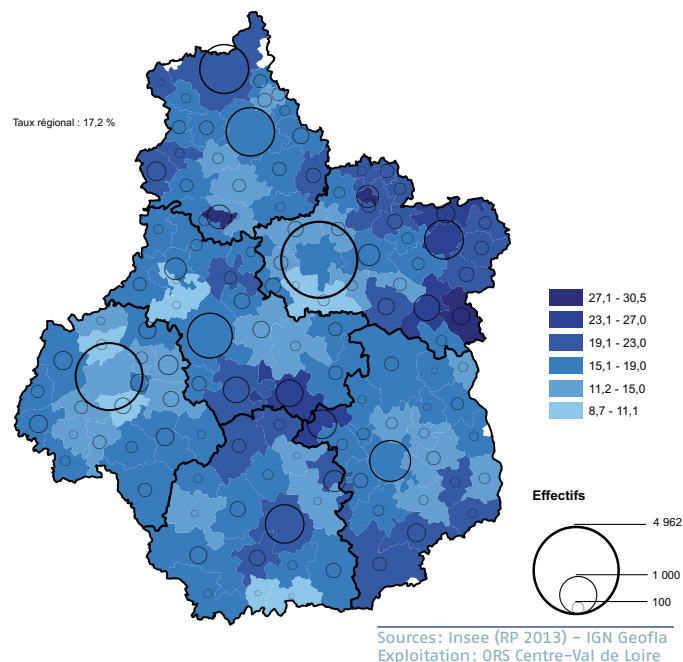 Taux régional : 17,2 %
27,1 - 30,5
23,1 - 27,0
19,1 - 23,0
15,1 - 19,0
11,2 - 15,0
8,7 - 11,1
Effectifs
4 962
1 000
100
Sources: Insee (RP 2013) - IGN Geofla
Exploitation: ORS Centre-Val de Loire